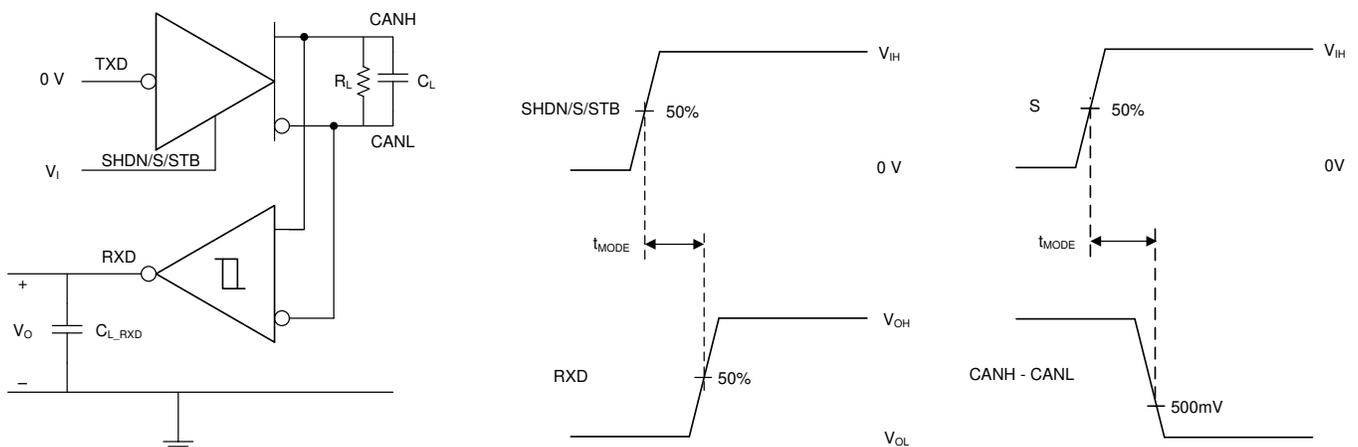 CANH
TXD
0 V
R_L
C_L
CANL
SHDN/S/STB
V_I
RXD
+
V_O
C_L_RXD
–
V_IH
SHDN/S/STB
50%
0 V
t_MODE
V_OH
RXD
50%
V_OL
V_IH
S
50%
0V
t_MODE
CANH - CANL
500mV